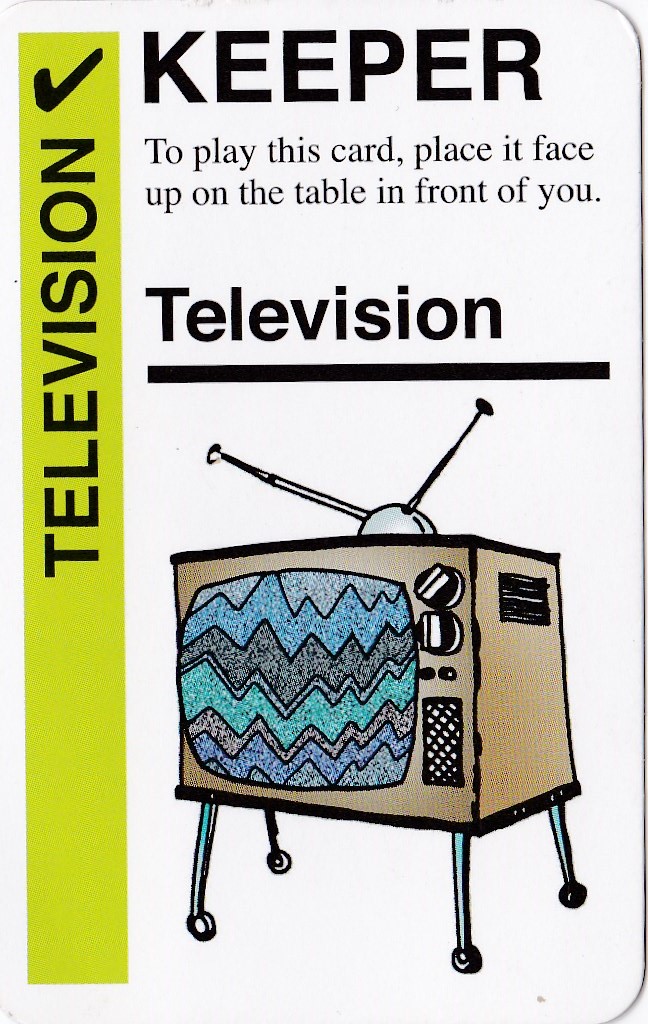 KEEPER
To play this card, place it face
up on the table in front of you.
Television
TELEVISION